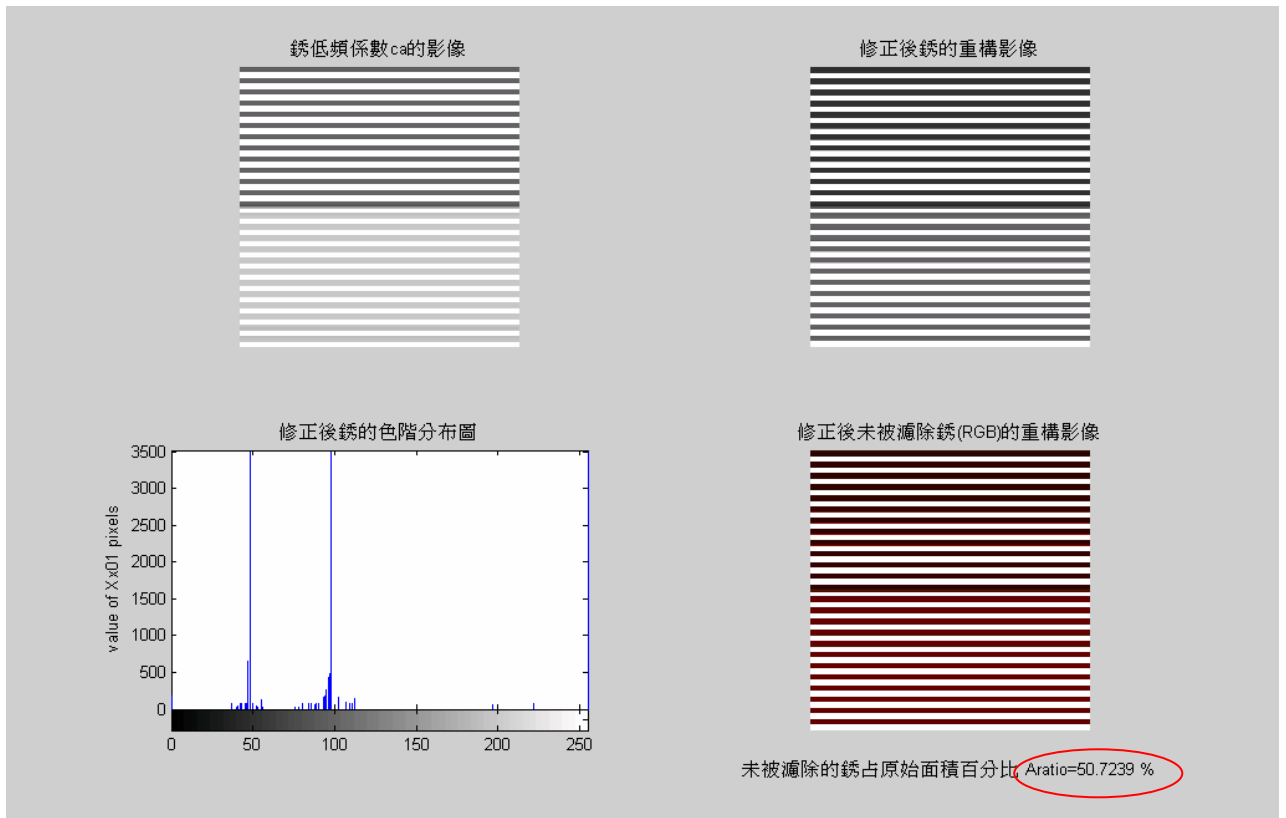 銹低頻係數ca的影像
修正後銹的重構影像
修正後銹的色階分布圖
3500
3000
2500
2000
1500
1000
500
0
value of Xx01 pixels
0 50 100 150 200 250
修正後未被濾除銹(RGB)的重構影像
未被濾除的銹占原始面積百分比 Aratio=50.7239 %